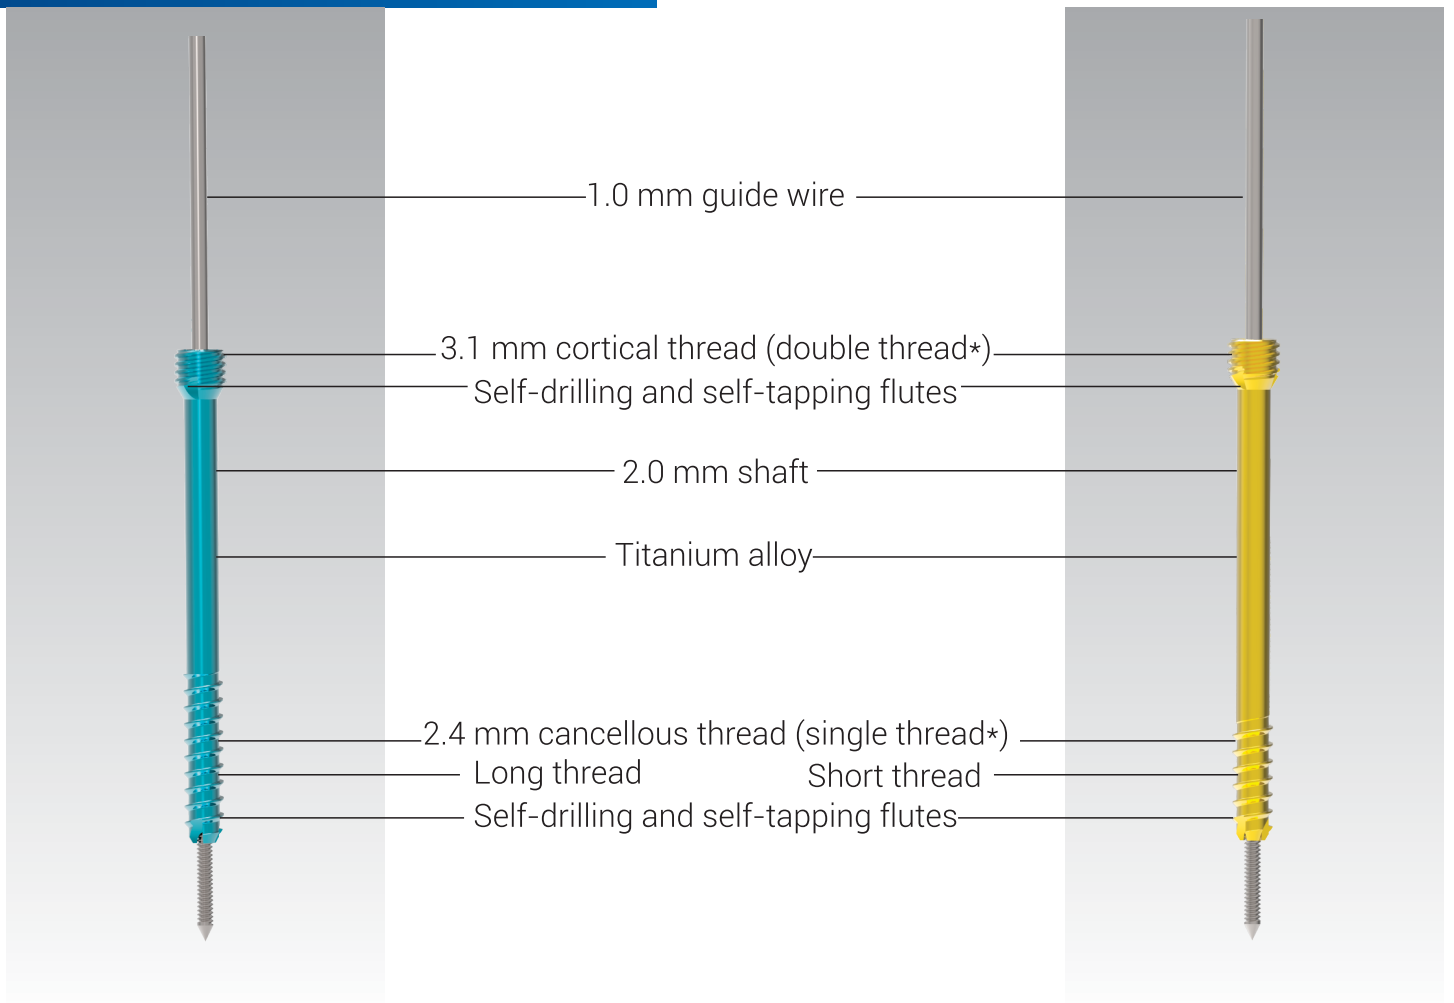 1.0 mm guide wire
3.1 mm cortical thread (double thread*)
Self-drilling and self-tapping flutes
2.0 mm shaft
Titanium alloy
2.4 mm cancellous thread (single thread*)
Long thread
Short thread
Self-drilling and self-tapping flutes